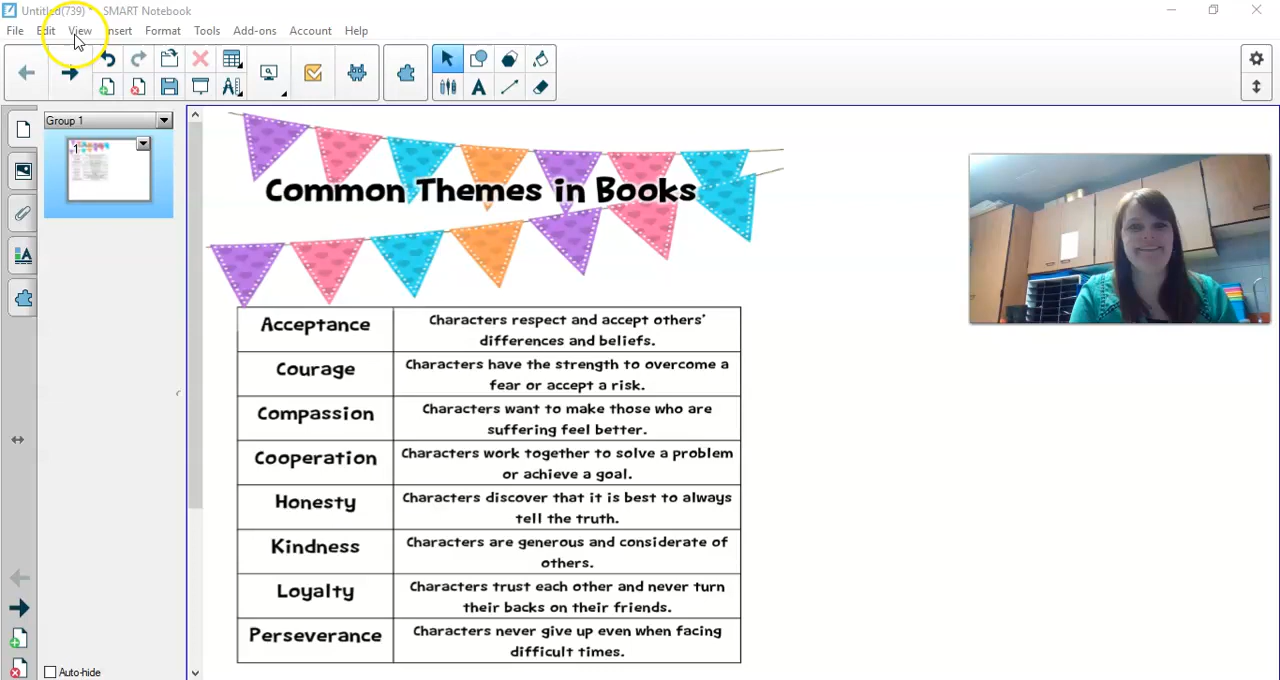 Untitled(739) * - SMART Notebook
File Edit View Insert Format Tools Add-ons Account Help
Group 1
1
Common Themes in Books
Acceptance
Characters respect and accept others'
differences and beliefs.
Courage
Characters have the strength to overcome a
fear or accept a risk.
Compassion
Characters want to make those who are
suffering feel better.
Cooperation
Characters work together to solve a problem
or achieve a goal.
Honesty
Characters discover that it is best to always
tell the truth.
Kindness
Characters are generous and considerate of
others.
Loyalty
Characters trust each other and never turn
their backs on their friends.
Perseverance
Characters never give up even when facing
difficult times.
Auto-hide